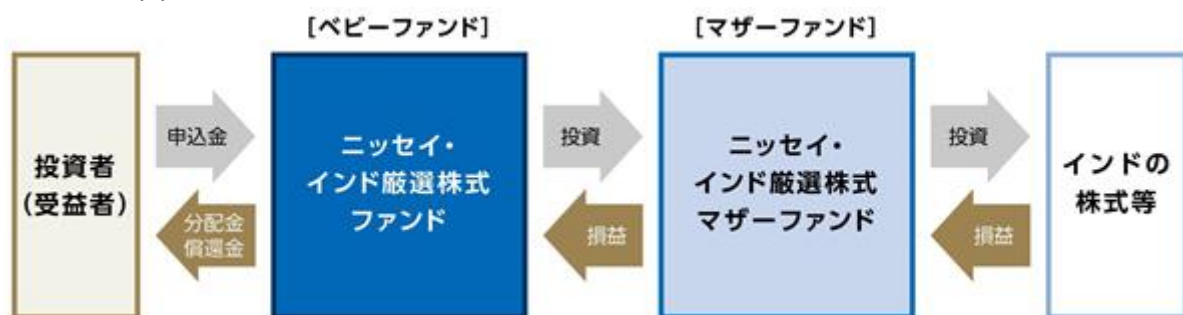 [ベビーファンド]
[マザーファンド]
投資者
(受益者)
申込金
分配金
償還金
ニッセイ・
インド厳選株式
ファンド
投資
損益
ニッセイ・
インド厳選株式
マザーファンド
投資
損益
インドの
株式等